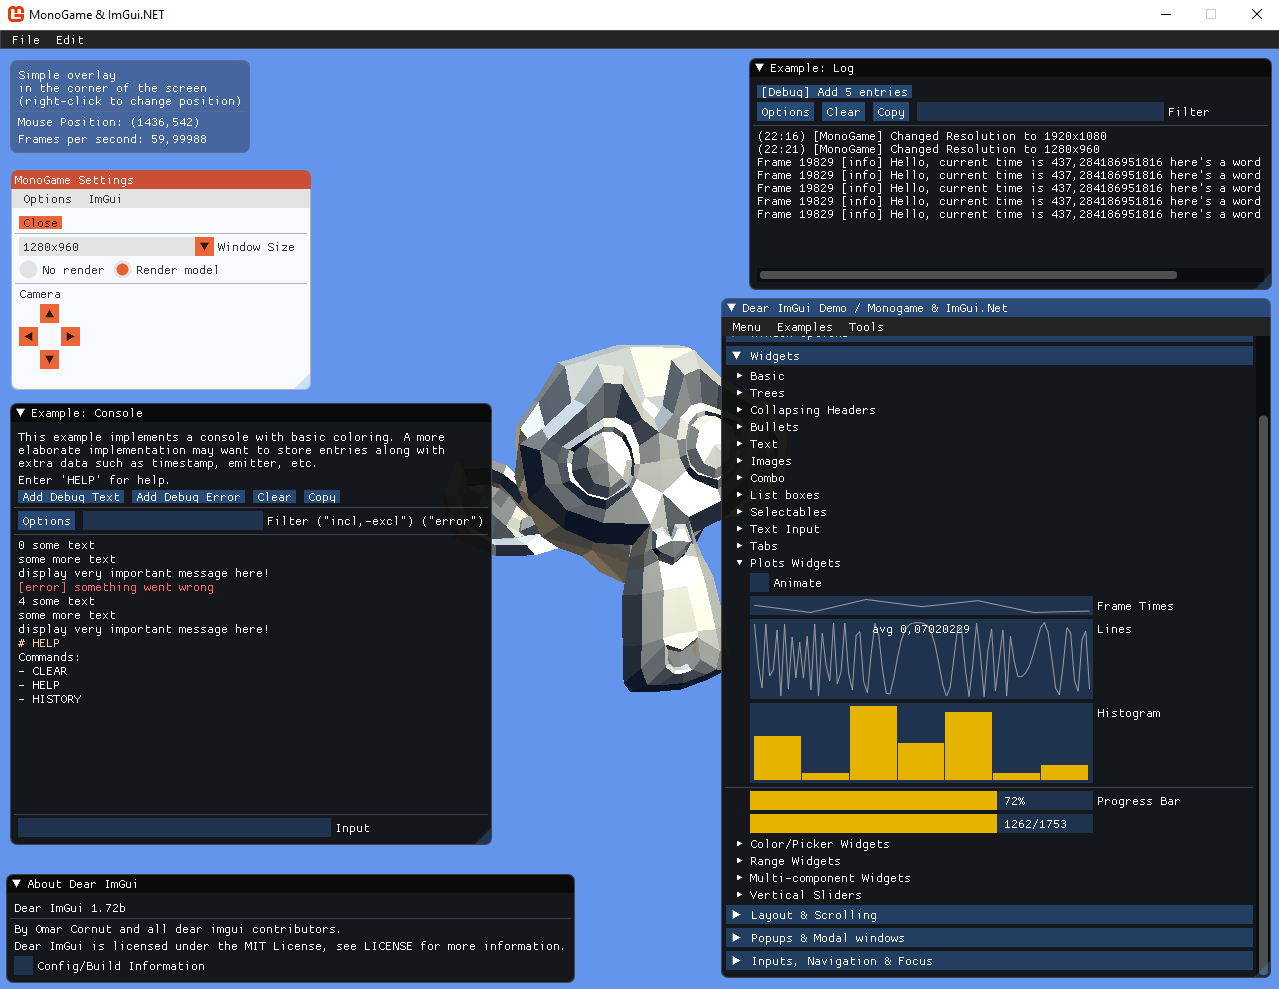 MonoGame & ImGui.NET
File Edit
Simple overlay
in the corner of the screen
(right-click to change position)
Mouse Position: (1436,542)
Frames per second: 59,99988
MonoGame Settings
Options ImGui
Close
1280x960 Window Size
No render Render model
Camera
Example: Console
This example implements a console with basic coloring. A more
elaborate implementation may want to store entries along with
extra data such as timestamp, emitter, etc.
Enter 'HELP' for help.
Add Debug Text Add Debug Error Clear Copy
Options Filter ("incl,-excl") ("error")
0 some text
some more text
display very important message here!
[error] something went wrong
4 some text
some more text
display very important message here!
# HELP
Commands:
- CLEAR
- HELP
- HISTORY
Input
About Dear ImGui
Dear ImGui 1.72b
By Omar Cornut and all dear imgui contributors.
Dear ImGui is licensed under the MIT License, see LICENSE for more information.
Config/Build Information
Example: Log
[Debug] Add 5 entries
Options Clear Copy Filter
(22:16) [MonoGame] Changed Resolution to 1920x1080
(22:21) [MonoGame] Changed Resolution to 1280x960
Frame 19829 [info] Hello, current time is 437,284186951816 here's a word
Frame 19829 [info] Hello, current time is 437,284186951816 here's a word
Frame 19829 [info] Hello, current time is 437,284186951816 here's a word
Frame 19829 [info] Hello, current time is 437,284186951816 here's a word
Frame 19829 [info] Hello, current time is 437,284186951816 here's a word
Dear ImGui Demo / Monogame & ImGui.Net
Menu Examples Tools
Widgets
Basic
Trees
Collapsing Headers
Bullets
Text
Images
Combo
List boxes
Selectables
Text Input
Tabs
Plots Widgets
Animate
Frame Times
avg 0,07020229 Lines
Histogram
72% Progress Bar
1262/1753
Color/Picker Widgets
Range Widgets
Multi-component Widgets
Vertical Sliders
Layout & Scrolling
Popups & Modal windows
Inputs, Navigation & Focus